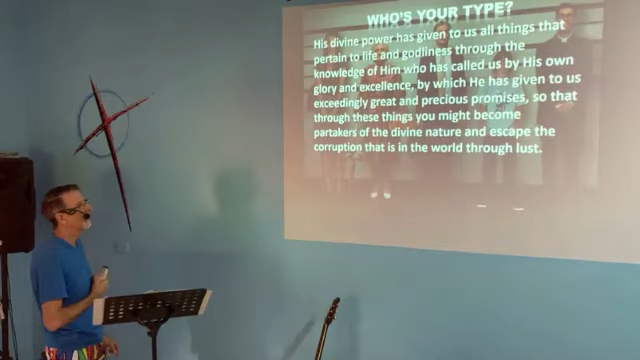 WHO'S YOUR TYPE?
His divine power has given to us all things that
pertain to life and godliness through the
knowledge of Him who has called us by His own
glory and excellence, by which He has given to us
exceedingly great and precious promises, so that
through these things you might become
partakers of the divine nature and escape the
corruption that is in the world through lust.